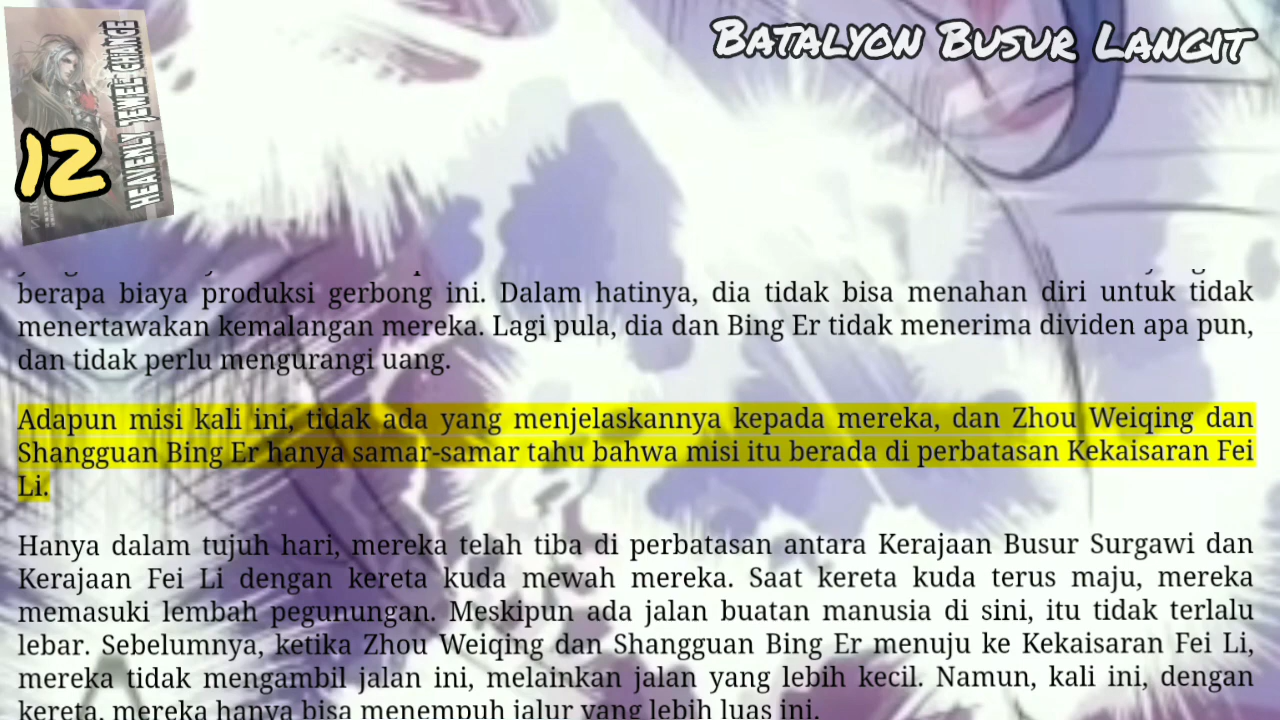 BATALYON BUSUR LANGIT
HEAVENLY JEWEL CHANGE
12
berapa biaya produksi gerbong ini. Dalam hatinya, dia tidak bisa menahan diri untuk tidak
menertawakan kemalangan mereka. Lagi pula, dia dan Bing Er tidak menerima dividen apa pun,
dan tidak perlu mengurangi uang.
Adapun misi kali ini, tidak ada yang menjelaskannya kepada mereka, dan Zhou Weiqing dan
Shangguan Bing Er hanya samar-samar tahu bahwa misi itu berada di perbatasan Kekaisaran Fei
Li.
Hanya dalam tujuh hari, mereka telah tiba di perbatasan antara Kerajaan Busur Surgawi dan
Kerajaan Fei Li dengan kereta kuda mewah mereka. Saat kereta kuda terus maju, mereka
memasuki lembah pegunungan. Meskipun ada jalan buatan manusia di sini, itu tidak terlalu
lebar. Sebelumnya, ketika Zhou Weiqing dan Shangguan Bing Er menuju ke Kekaisaran Fei Li,
mereka tidak mengambil jalan ini, melainkan jalan yang lebih kecil. Namun, kali ini, dengan
kereta, mereka hanya bisa menempuh jalur yang lebih luas ini.